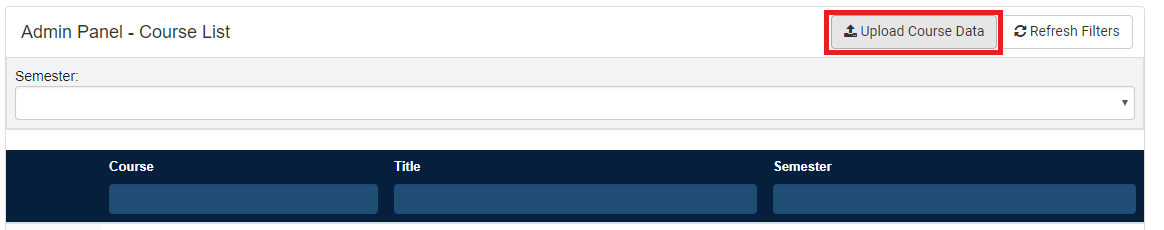 Admin Panel - Course List Upload Course Data Refresh Filters
Semester:
Course Title Semester